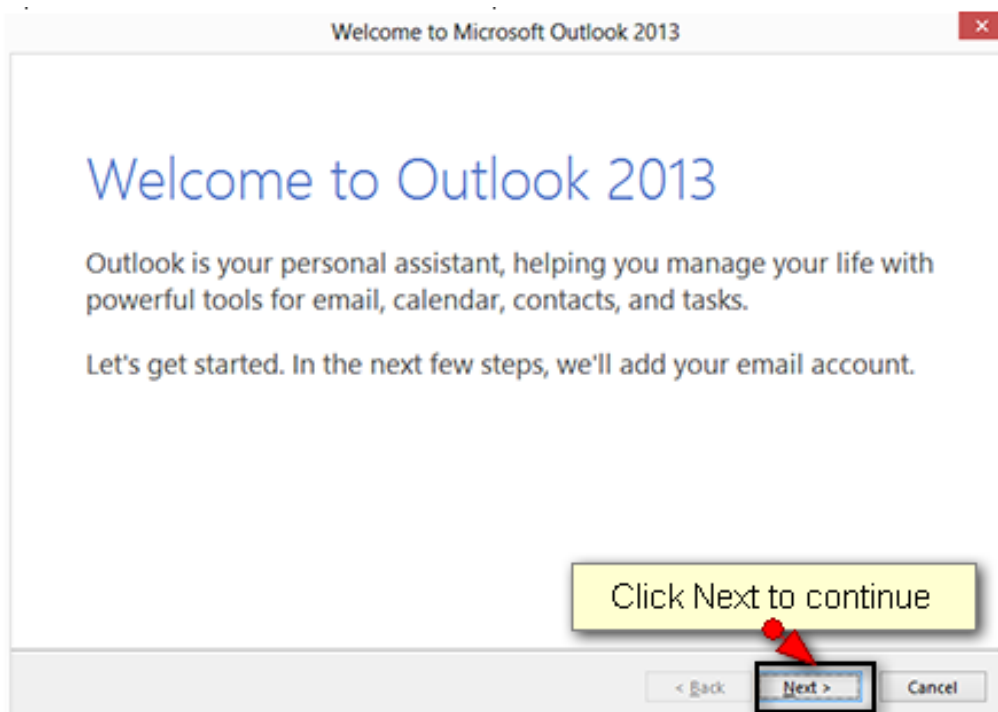 Welcome to Microsoft Outlook 2013
Welcome to Outlook 2013
Outlook is your personal assistant, helping you manage your life with
powerful tools for email, calendar, contacts, and tasks.
Let's get started. In the next few steps, we'll add your email account.
Click Next to continue
< Back
Next >
Cancel